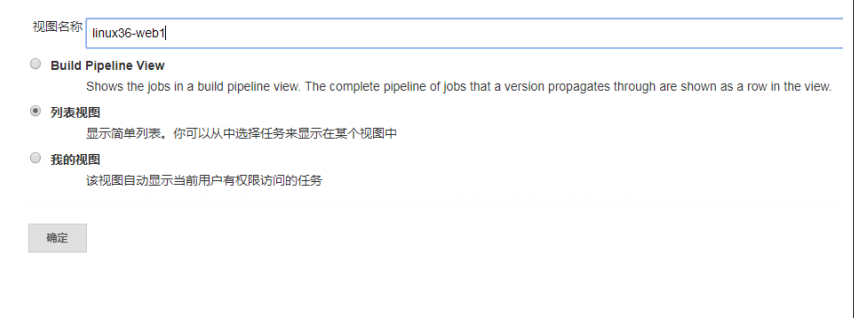 视图名称 linux36-web1
Build Pipeline View
Shows the jobs in a build pipeline view. The complete pipeline of jobs that a version propagates through are shown as a row in the view.
列表视图
显示简单列表。你可以从中选择任务来显示在某个视图中
我的视图
该视图自动显示当前用户有权限访问的任务
确定